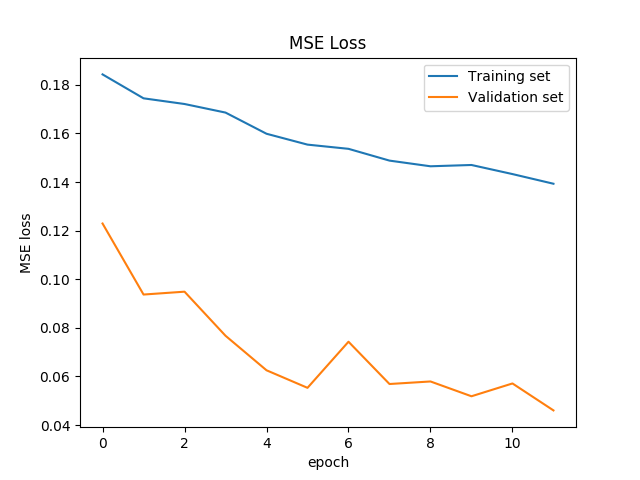 MSE Loss
Training set
Validation set
0.18
0.16
0.14
0.12
0.10
0.08
0.06
0.04
MSE loss
0 2 4 6 8 10
epoch